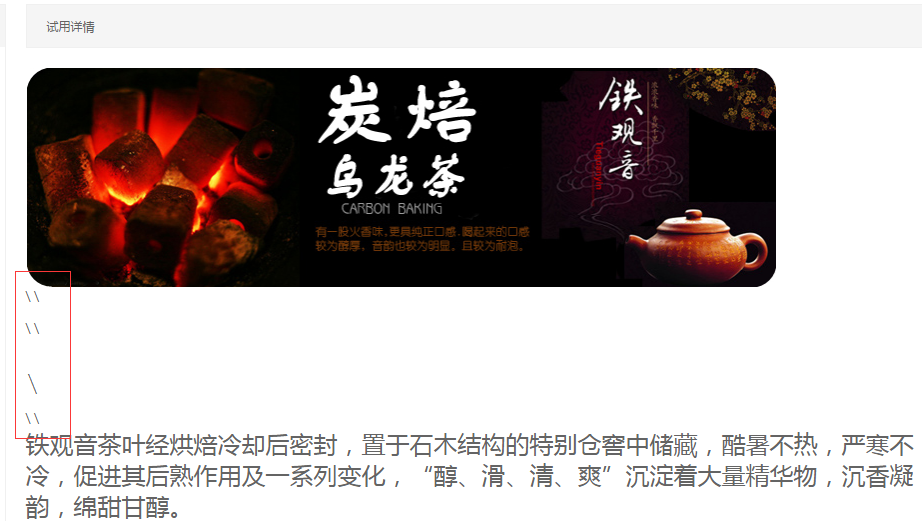 试用详情
炭焙
乌龙茶
CARBON BAKING
有一股火香味,更具纯正口感.喝起来的口感
较为醇厚，音韵也较为明显。且较为耐泡。
铁观音
Tieguanyin
\ \
\ \
\
\ \
铁观音茶叶经烘焙冷却后密封，置于石木结构的特别仓窖中储藏，酷暑不热，严寒不
冷，促进其后熟作用及一系列变化，“醇、滑、清、爽”沉淀着大量精华物，沉香凝
韵，绵甜甘醇。